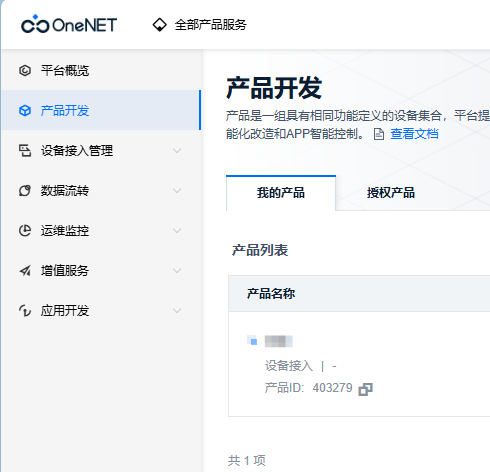 OneNET 全部产品服务
平台概览
产品开发
设备接入管理
数据流转
运维监控
增值服务
应用开发
产品开发
产品是一组具有相同功能定义的设备集合，平台提
能化改造和APP智能控制。 查看文档
我的产品 授权产品
产品列表
产品名称
设备接入 | -
产品ID: 403279
共 1 项